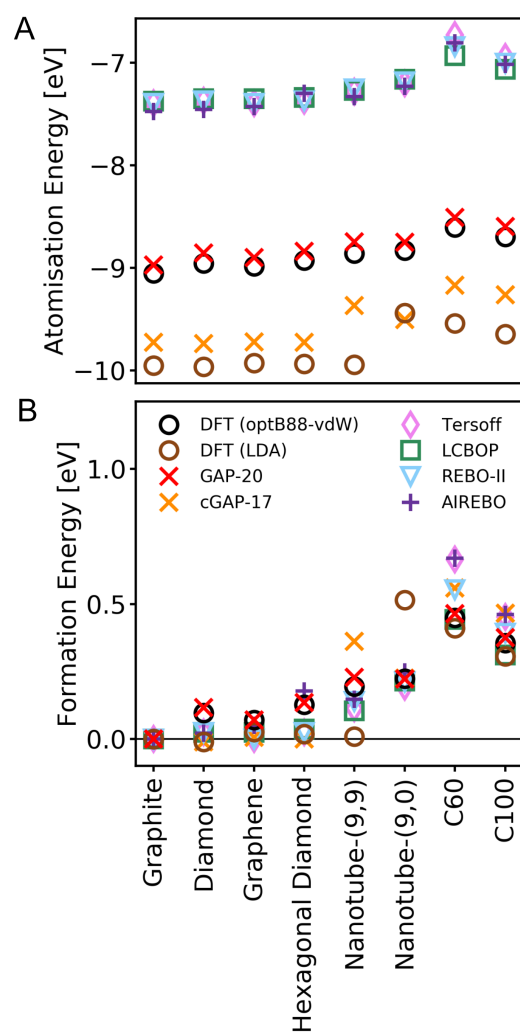 A
Atomisation Energy [eV]
−7
−8
−9
−10
B
Formation Energy [eV]
1.0
0.5
0.0
DFT (optB88-vdW)
DFT (LDA)
GAP-20
cGAP-17
Tersoff
LCBOP
REBO-II
AIREBO
Graphite
Diamond
Graphene
Hexagonal Diamond
Nanotube-(9,9)
Nanotube-(9,0)
C60
C100